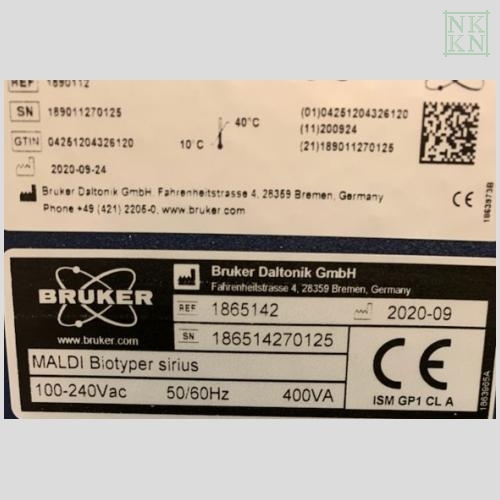 NK
KN
REF 1890112
SN 189011270125
GTIN 04251204326120
2020-09-24
10°C
40°C
(01)04251204326120
(11)200924
(21)189011270125
Bruker Daltonik GmbH, Fahrenheitstrasse 4, 28359 Bremen, Germany
Phone +49 (421) 2205-0, www.bruker.com
CE
1863973B
BRUKER
www.bruker.com
Bruker Daltonik GmbH
Fahrenheitstrasse 4, 28359 Bremen, Germany
REF 1865142
2020-09
SN 186514270125
MALDI Biotyper sirius
100-240Vac 50/60Hz 400VA
CE
ISM GP1 CL A
1863965A